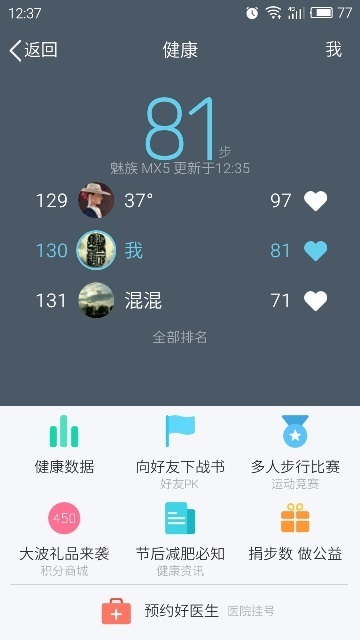 12:37 4G 77
返回 健康 我
81步
魅族 MX5 更新于12:35
129 37° 97
130 我 81
131 混混 71
全部排名
健康数据 向好友下战书 多人步行比赛
好友PK 运动竞赛
大波礼品来袭 节后减肥必知 捐步数 做公益
积分商城 健康资讯
预约好医生 医院挂号